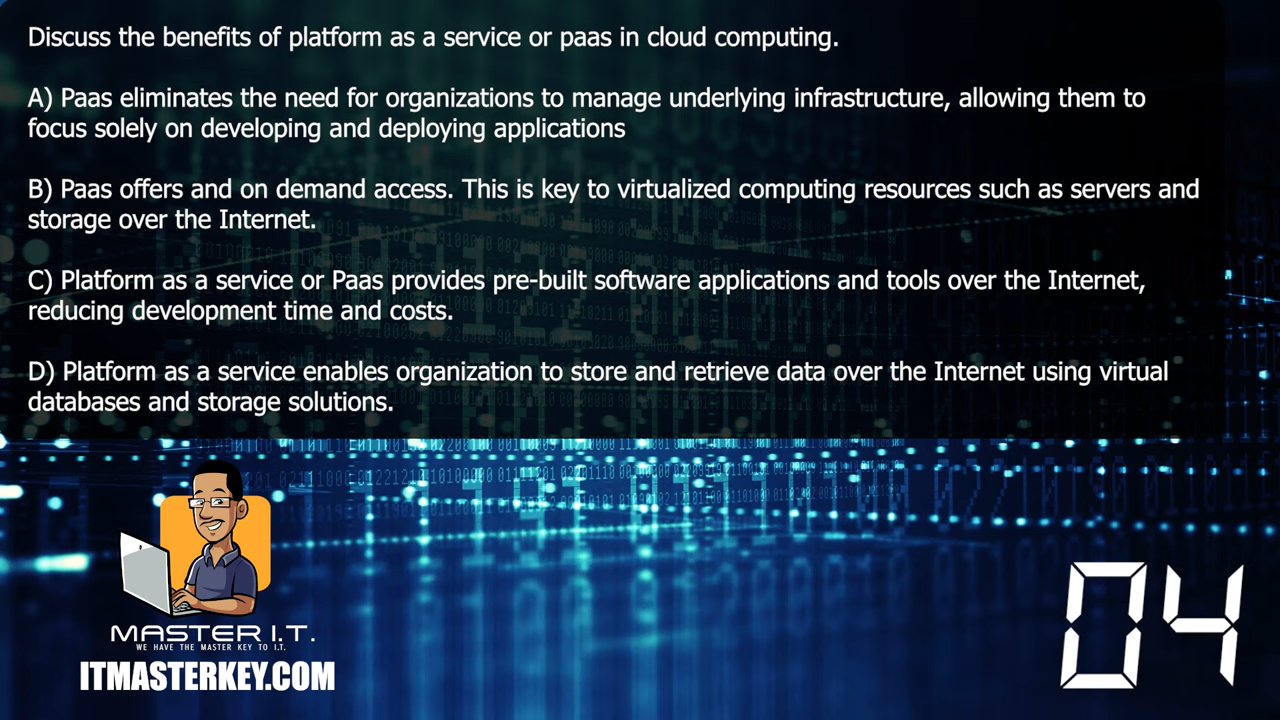 Discuss the benefits of platform as a service or paas in cloud computing.
A) Paas eliminates the need for organizations to manage underlying infrastructure, allowing them to
focus solely on developing and deploying applications
B) Paas offers and on demand access. This is key to virtualized computing resources such as servers and
storage over the Internet.
C) Platform as a service or Paas provides pre-built software applications and tools over the Internet,
reducing development time and costs.
D) Platform as a service enables organization to store and retrieve data over the Internet using virtual
databases and storage solutions.
MASTER I.T.
WE HAVE THE MASTER KEY TO I.T.
ITMASTERKEY.COM
04